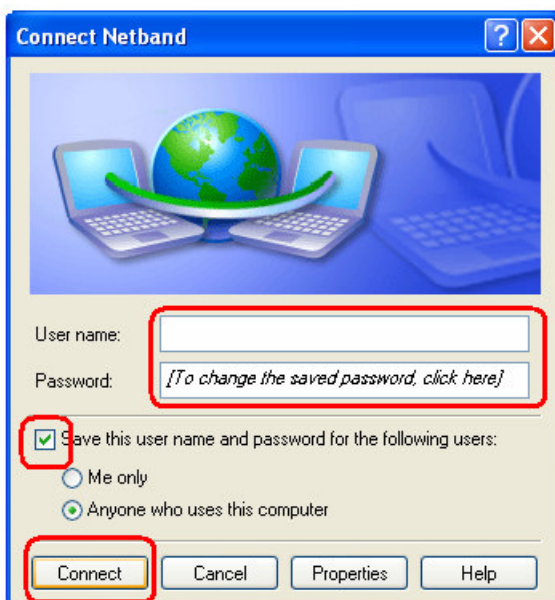 Connect Netband
User name:
Password: [To change the saved password, click here]
Save this user name and password for the following users:
Me only
Anyone who uses this computer
Connect Cancel Properties Help